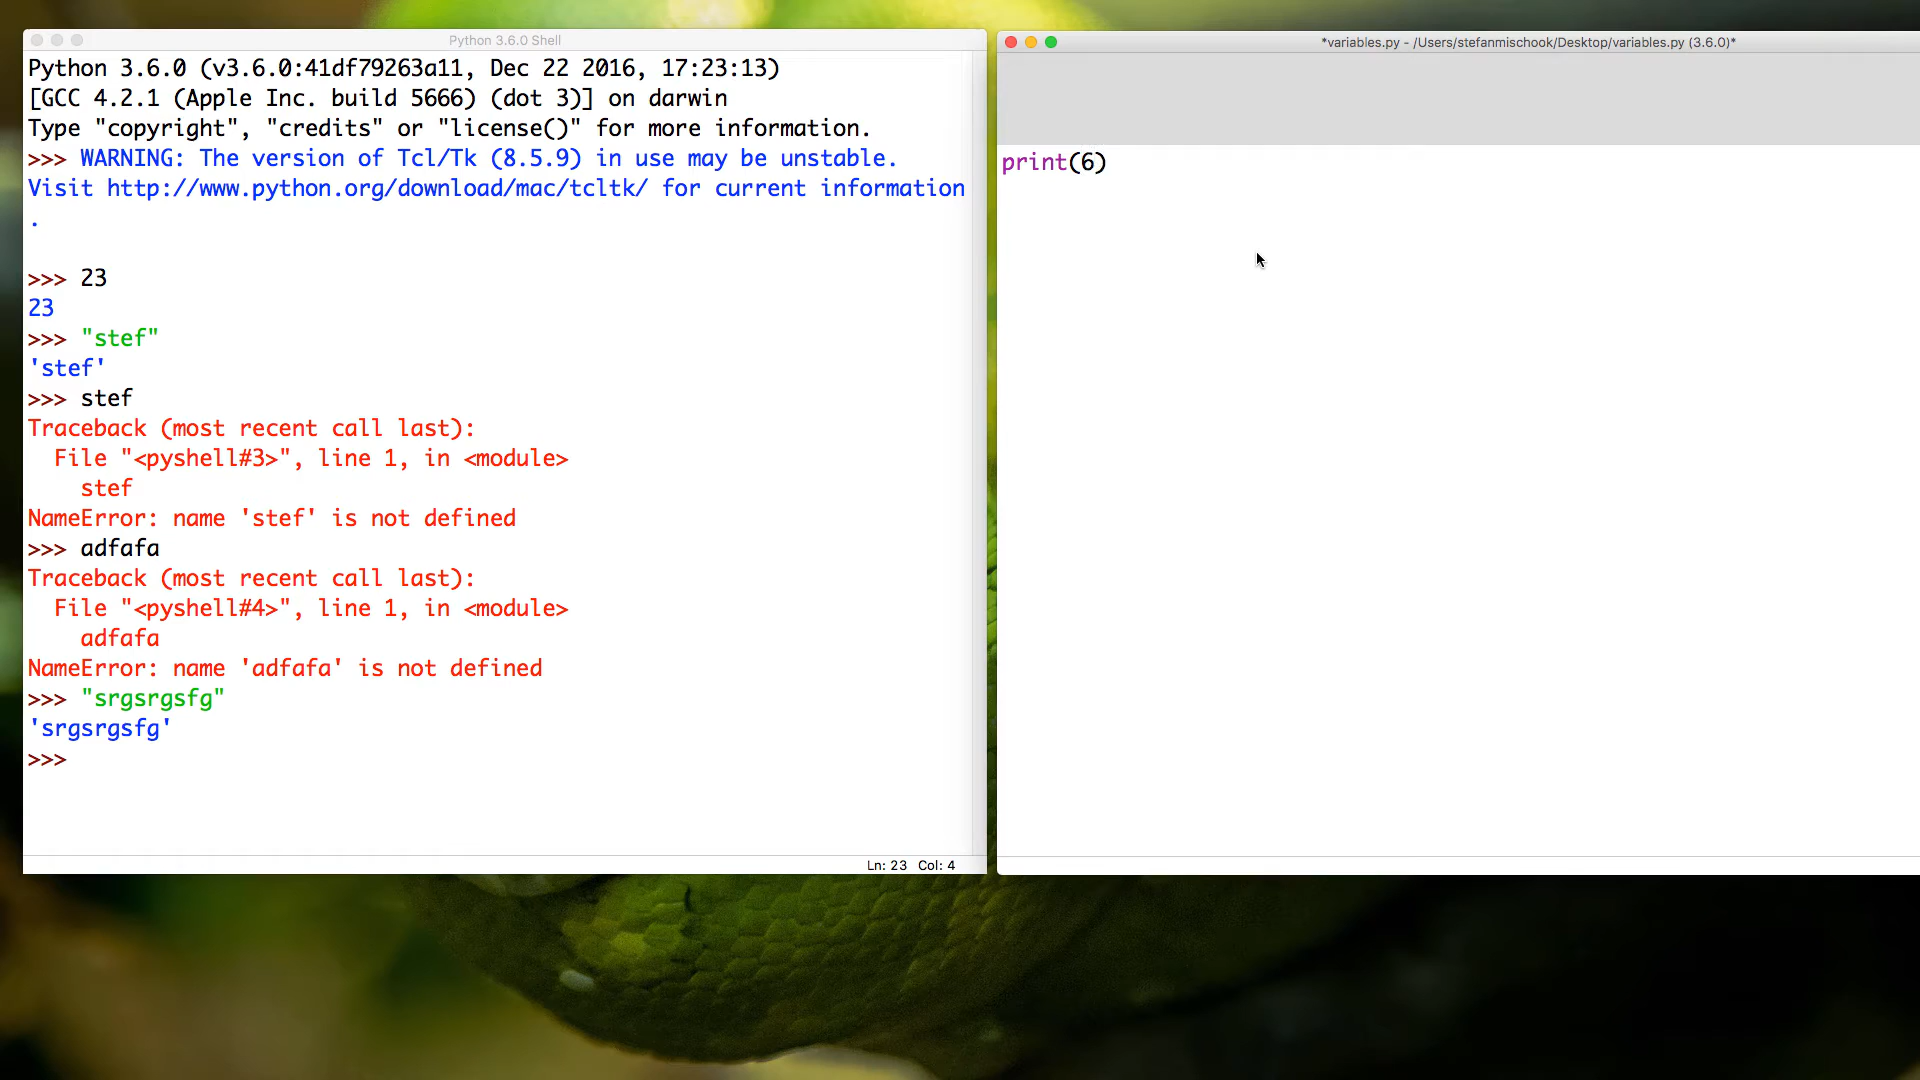 Python 3.6.0 Shell
Python 3.6.0 (v3.6.0:41df79263a11, Dec 22 2016, 17:23:13)
[GCC 4.2.1 (Apple Inc. build 5666) (dot 3)] on darwin
Type "copyright", "credits" or "license()" for more information.
>>> WARNING: The version of Tcl/Tk (8.5.9) in use may be unstable.
Visit http://www.python.org/download/mac/tcltk/ for current information
.
>>> 23
23
>>> "stef"
'stef'
>>> stef
Traceback (most recent call last):
  File "<pyshell#3>", line 1, in <module>
    stef
NameError: name 'stef' is not defined
>>> adfafa
Traceback (most recent call last):
  File "<pyshell#4>", line 1, in <module>
    adfafa
NameError: name 'adfafa' is not defined
>>> "srgsrgsfg"
'srgsrgsfg'
>>>
Ln: 23 Col: 4
*variables.py - /Users/stefanmischook/Desktop/variables.py (3.6.0)*
print(6)